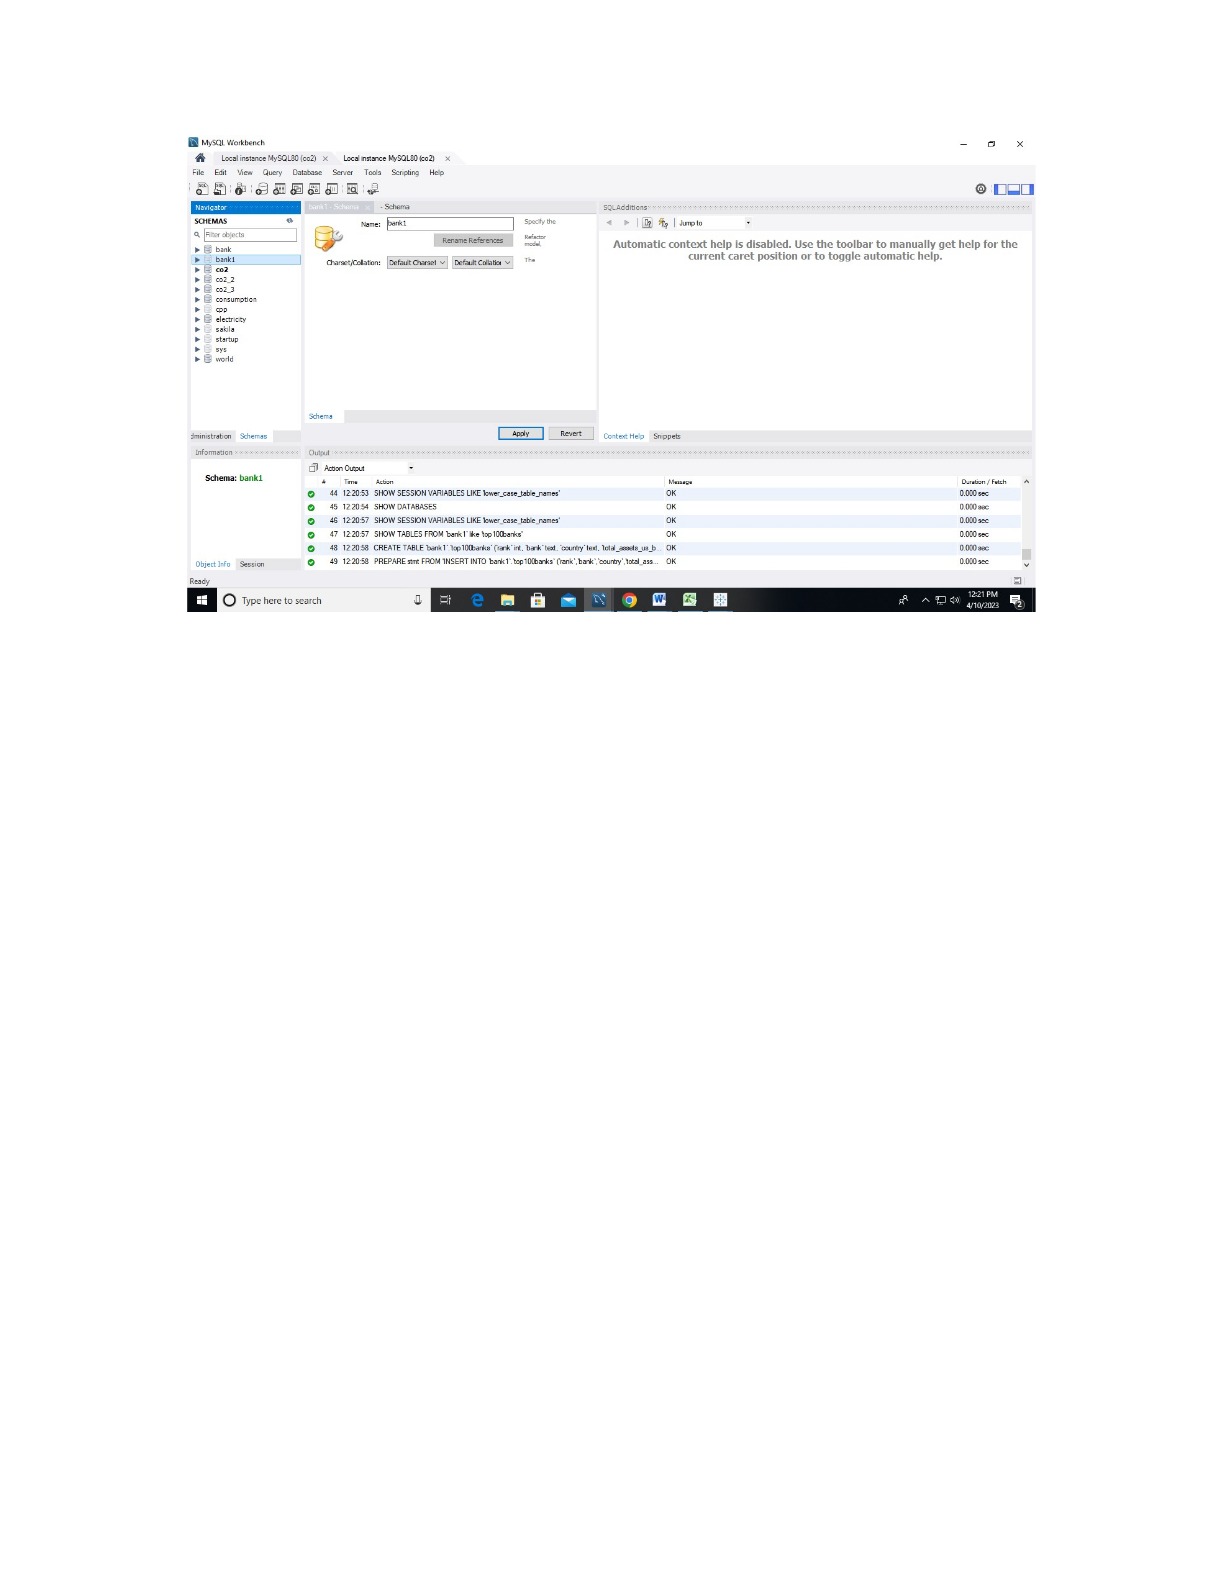 MySQL Workbench
Local instance MySQL80 (co2) Local instance MySQL80 (co2)
File Edit View Query Database Server Tools Scripting Help
Navigator
SCHEMAS
Filter objects
bank
bank1
co2
co2_2
co2_3
consumption
cpp
electricity
sakila
startup
sys
world
dministration Schemas
bank1 - Schema - Schema
Name: bank1 Specify the
Rename References Refactor
model,
Charset/Collation: Default Charset Default Collation The
Schema
Apply Revert
SQLAdditions
Jump to
Automatic context help is disabled. Use the toolbar to manually get help for the
current caret position or to toggle automatic help.
Context Help Snippets
Information
Schema: bank1
Object Info Session
Output
Action Output
# Time Action Message Duration / Fetch
44 12:20:53 SHOW SESSION VARIABLES LIKE 'lower_case_table_names' OK 0.000 sec
45 12:20:54 SHOW DATABASES OK 0.000 sec
46 12:20:57 SHOW SESSION VARIABLES LIKE 'lower_case_table_names' OK 0.000 sec
47 12:20:57 SHOW TABLES FROM `bank1` like 'top100banks' OK 0.000 sec
48 12:20:58 CREATE TABLE `bank1`.`top100banks` (`rank` int, `bank` text, `country` text, `total_assets_us_b... OK 0.000 sec
49 12:20:58 PREPARE stmt FROM 'INSERT INTO `bank1`.`top100banks` (`rank`,`bank`,`country`,`total_ass... OK 0.000 sec
Ready
Type here to search
12:21 PM
4/10/2023
2